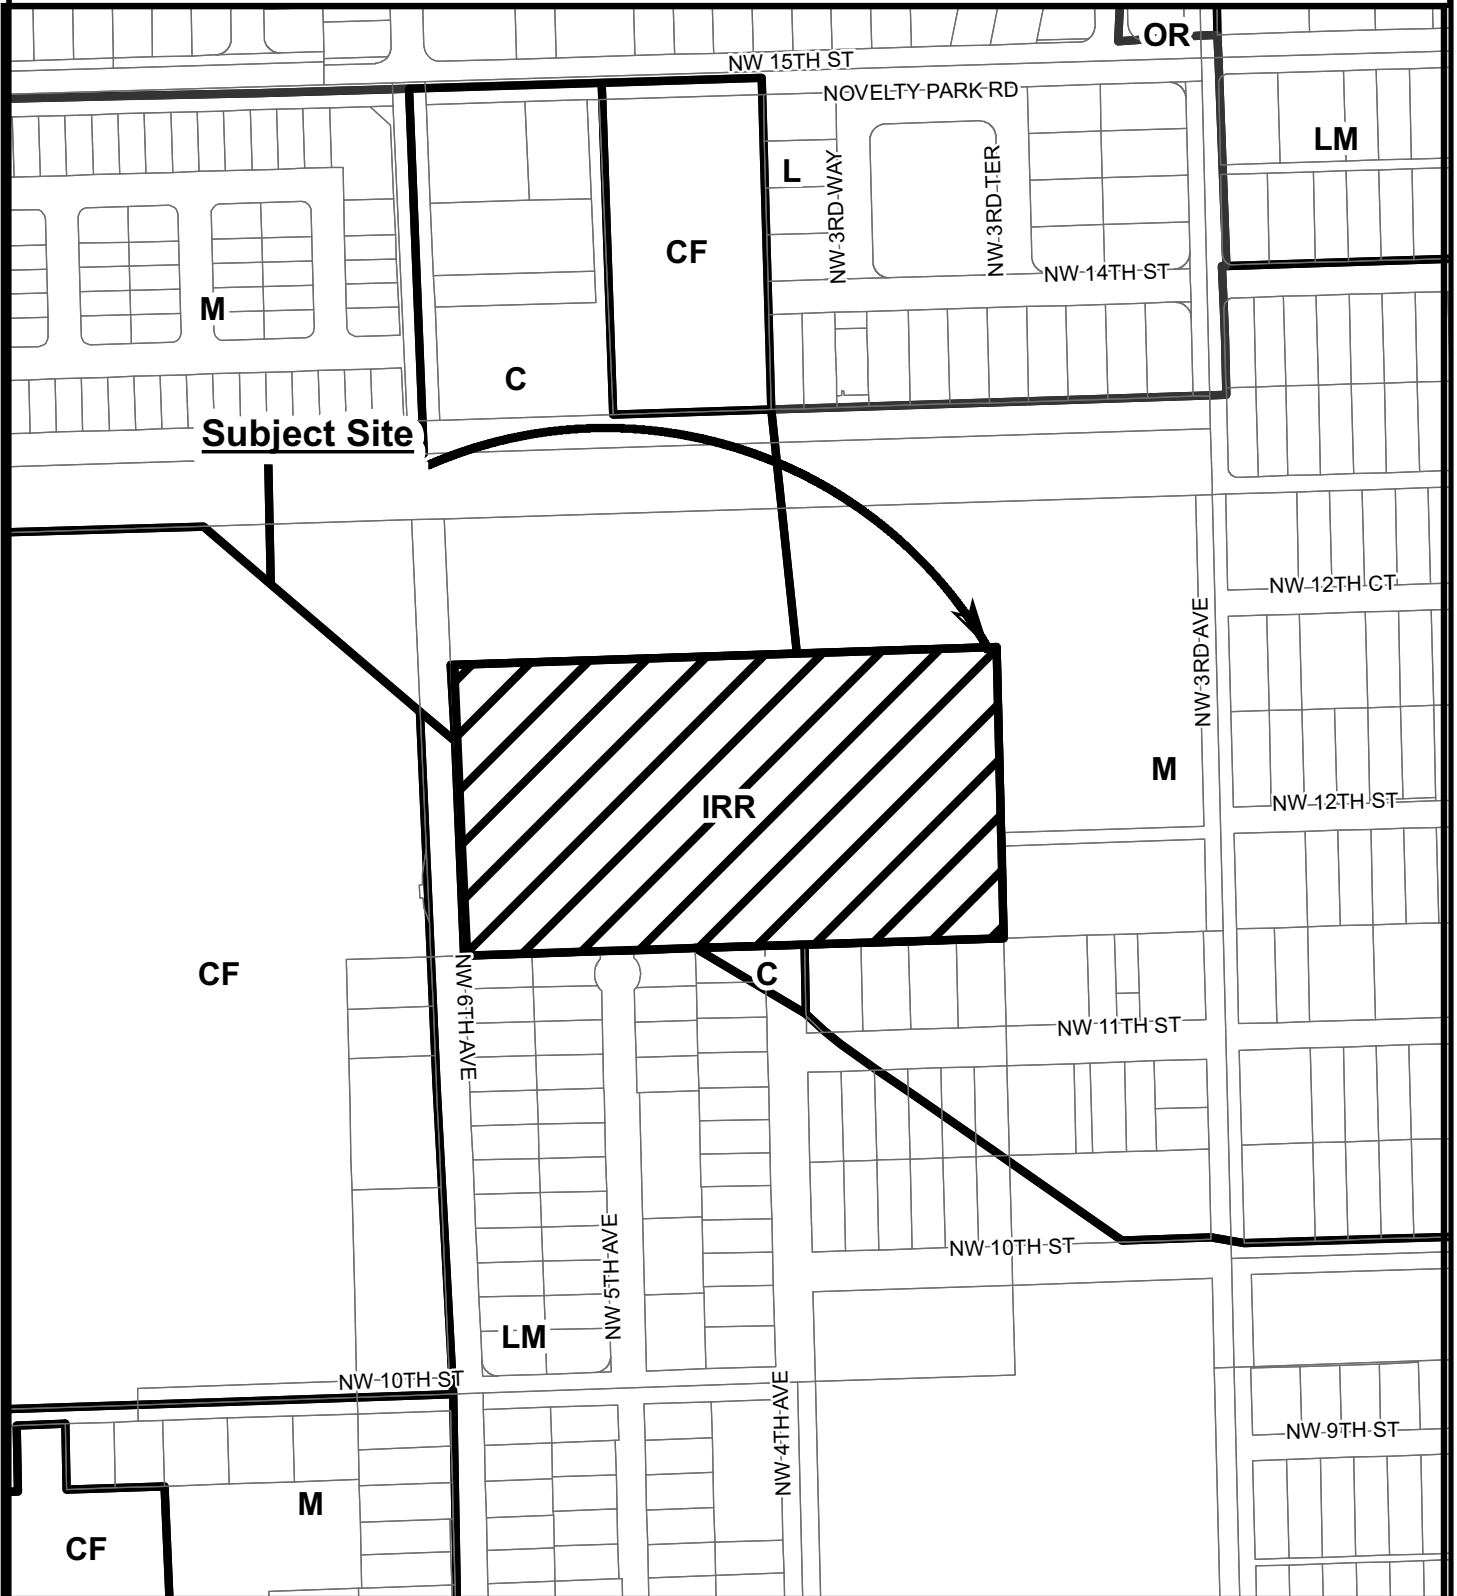 OR
NW 15TH ST
NOVELTY PARK RD
LM
L
NW 3RD WAY
NW 3RD TER
CF
NW 14TH ST
M
C
Subject Site
NW 12TH CT
NW 3RD AVE
M
NW 12TH ST
IRR
CF
C
NW 6TH AVE
NW 11TH ST
NW 10TH ST
NW 5TH AVE
LM
NW 10TH ST
NW 4TH AVE
NW 9TH ST
M
CF